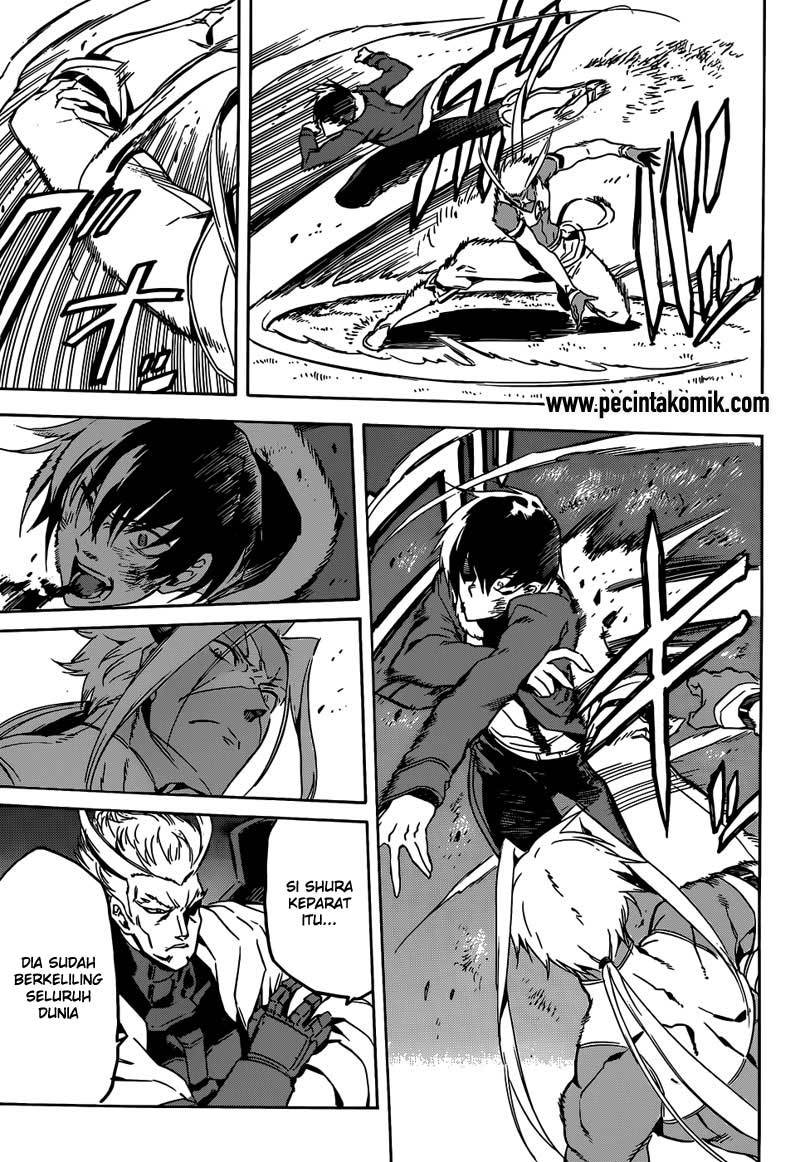 www.pecintakomik.com
SI SHURA
KEPARAT
ITU...
DIA SUDAH
BERKELILING
SELURUH
DUNIA